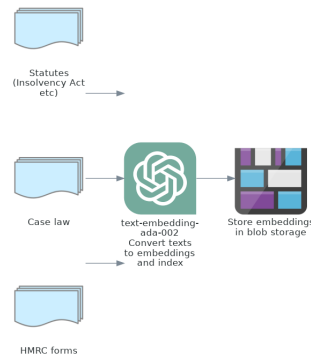 Statutes
(Insolvency Act
etc)
Case law
text-embedding-
ada-002
Convert texts
to embeddings
and index
Store embeddings
in blob storage
HMRC forms